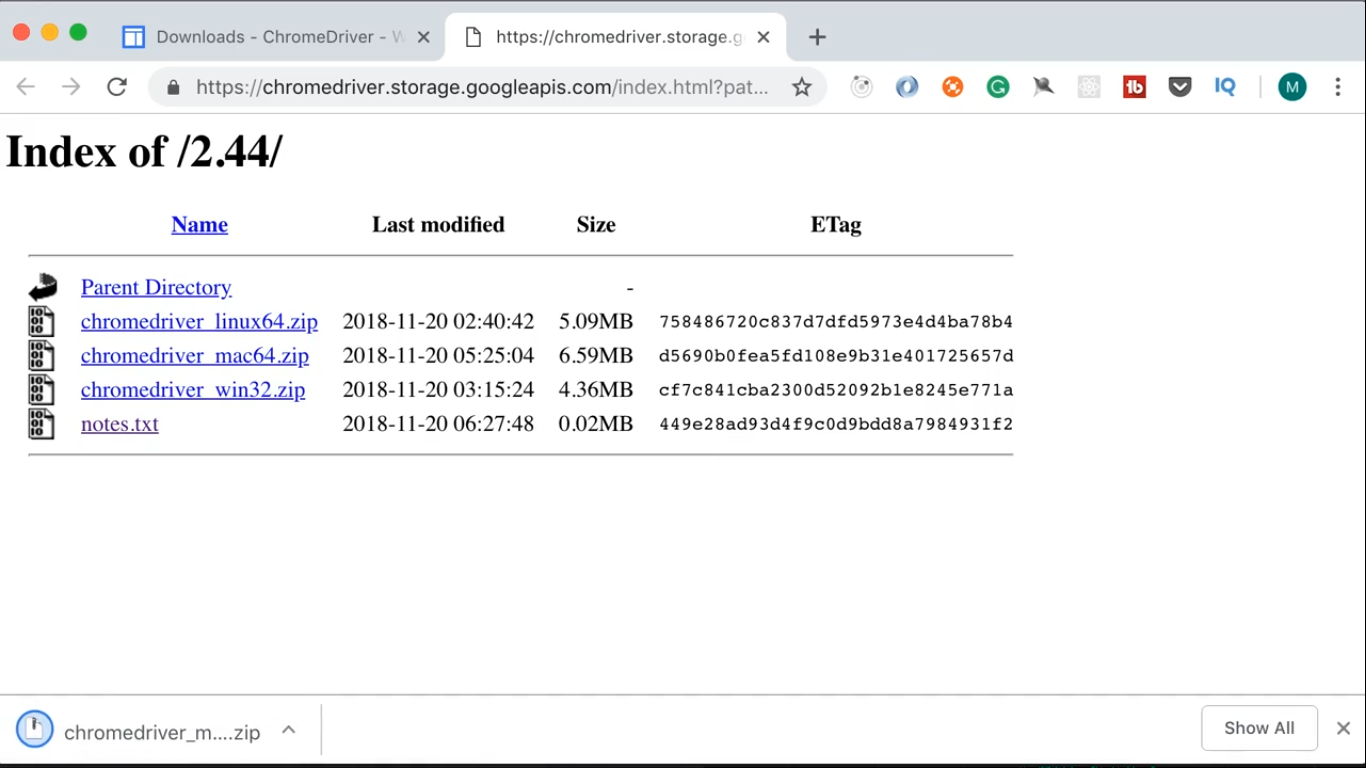 Downloads - ChromeDriver - W
https://chromedriver.storage.g
https://chromedriver.storage.googleapis.com/index.html?pat...
IQ
M
Index of /2.44/
Name Last modified Size ETag
Parent Directory -
chromedriver_linux64.zip 2018-11-20 02:40:42 5.09MB 758486720c837d7dfd5973e4d4ba78b4
chromedriver_mac64.zip 2018-11-20 05:25:04 6.59MB d5690b0fea5fd108e9b31e401725657d
chromedriver_win32.zip 2018-11-20 03:15:24 4.36MB cf7c841cba2300d52092b1e8245e771a
notes.txt 2018-11-20 06:27:48 0.02MB 449e28ad93d4f9c0d9bdd8a7984931f2
chromedriver_m....zip
Show All